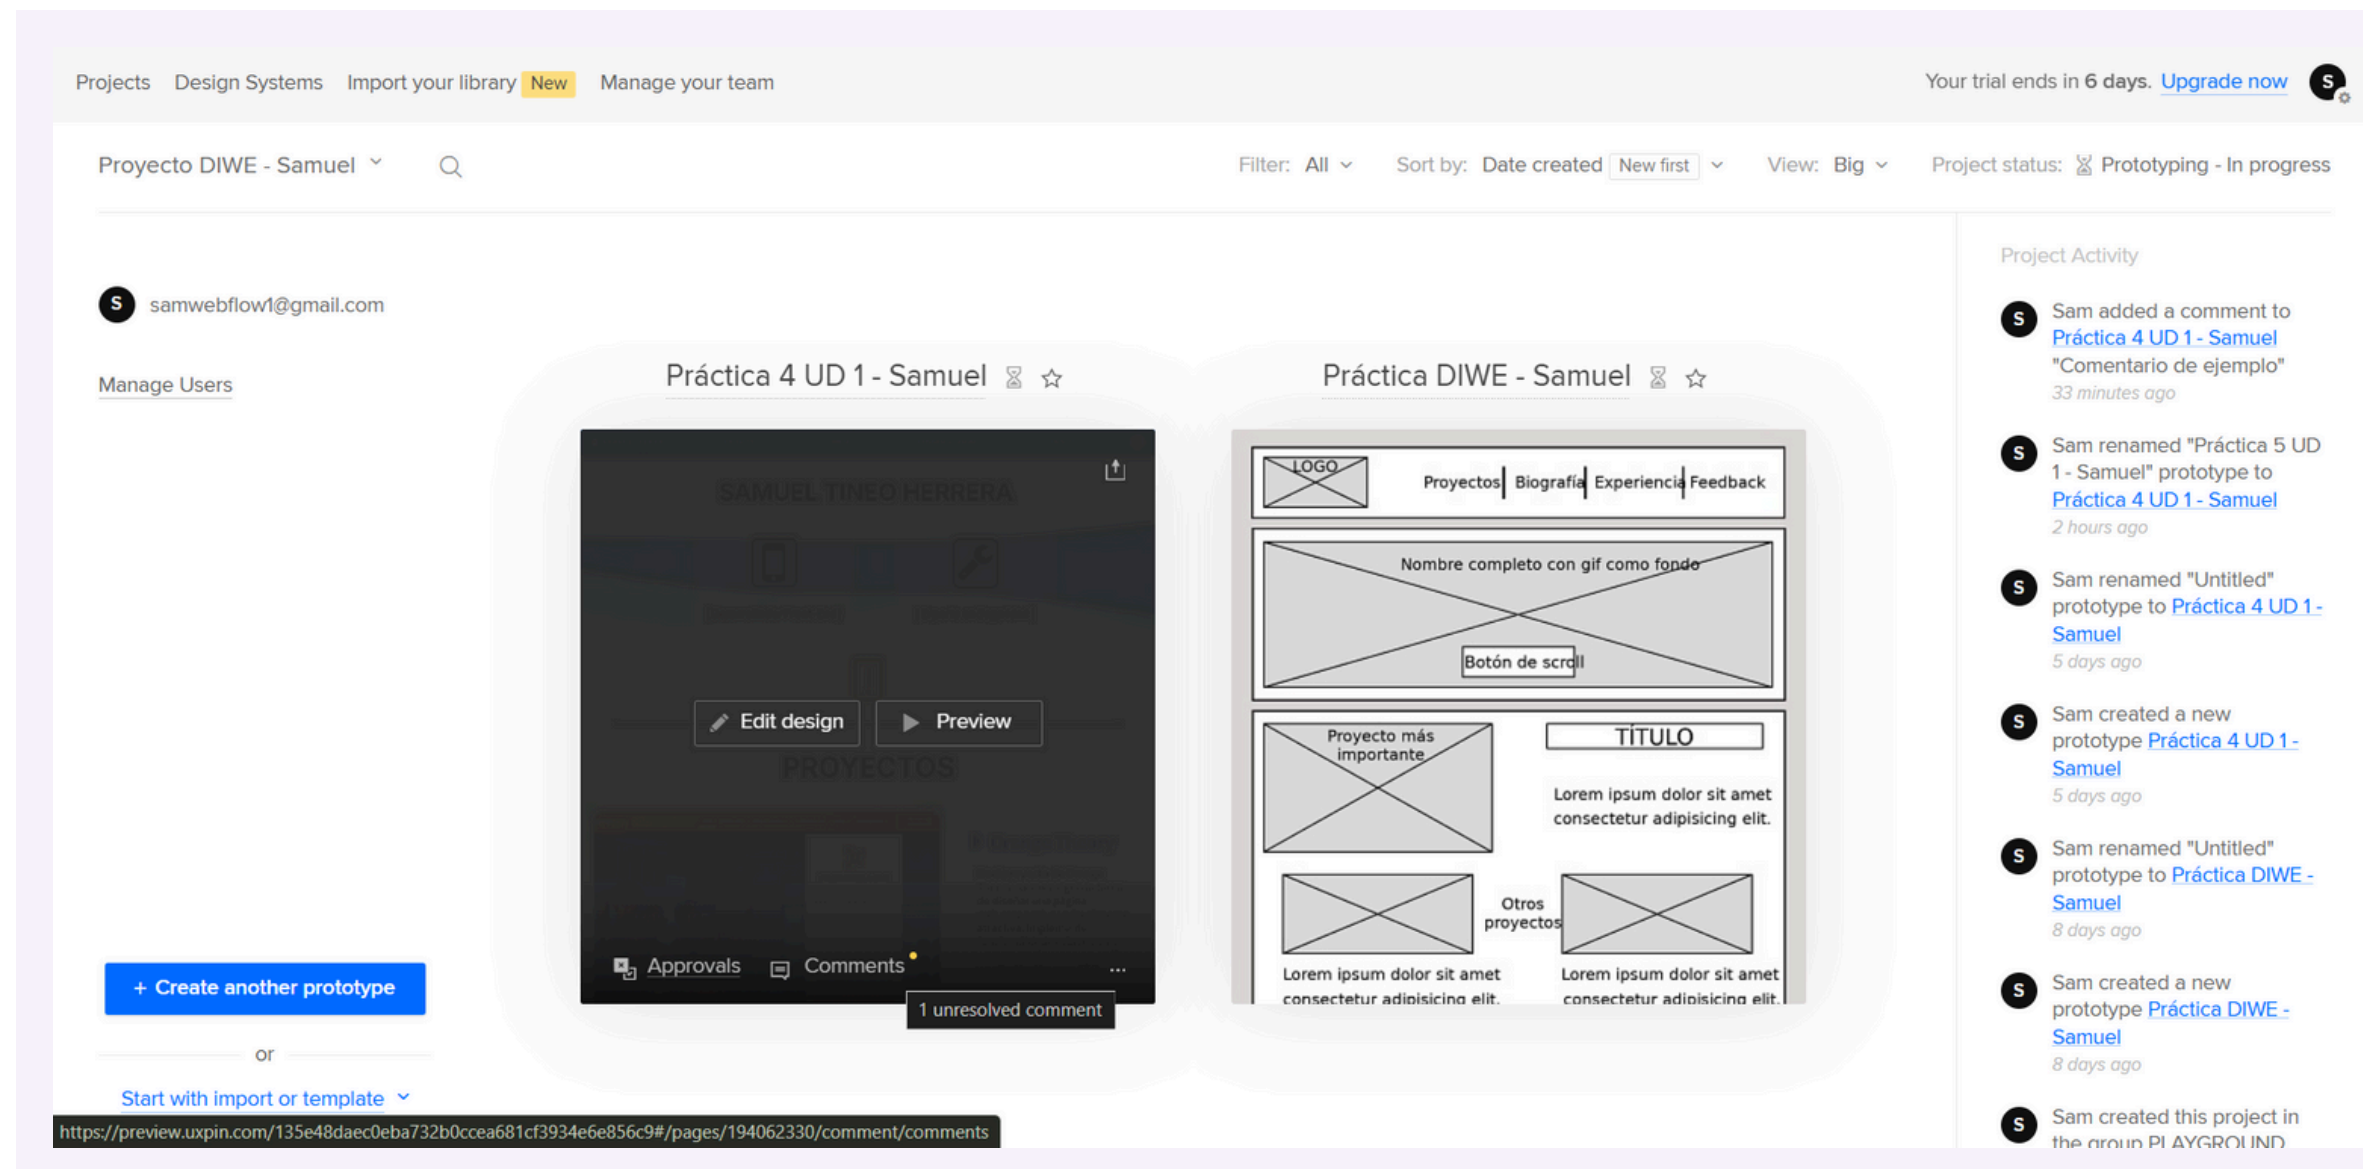 Projects Design Systems Import your library New Manage your team
Your trial ends in 6 days. Upgrade now S
Proyecto DIWE - Samuel
Filter: All Sort by: Date created New first View: Big Project status: Prototyping - In progress
S samwebflow1@gmail.com
Manage Users
+ Create another prototype
or
Start with import or template
https://preview.uxpin.com/135e48daec0eba732b0ccea681cf3934e6e856c9#/pages/194062330/comment/comments
Práctica 4 UD 1 - Samuel
SAMUEL TINEO HERRERA
Edit design Preview
PROYECTOS
Approvals Comments ...
1 unresolved comment
Práctica DIWE - Samuel
LOGO
Proyectos Biografía Experiencia Feedback
Nombre completo con gif como fondo
Botón de scroll
Proyecto más
importante
TÍTULO
Lorem ipsum dolor sit amet
consectetur adipisicing elit.
Otros
proyectos
Lorem ipsum dolor sit amet
consectetur adipisicing elit.
Lorem ipsum dolor sit amet
consectetur adipisicing elit.
Project Activity
S Sam added a comment to
Práctica 4 UD 1 - Samuel
"Comentario de ejemplo"
33 minutes ago
S Sam renamed "Práctica 5 UD
1 - Samuel" prototype to
Práctica 4 UD 1 - Samuel
2 hours ago
S Sam renamed "Untitled"
prototype to Práctica 4 UD 1 -
Samuel
5 days ago
S Sam created a new
prototype Práctica 4 UD 1 -
Samuel
5 days ago
S Sam renamed "Untitled"
prototype to Práctica DIWE -
Samuel
8 days ago
S Sam created a new
prototype Práctica DIWE -
Samuel
8 days ago
S Sam created this project in
the group PLAYGROUND